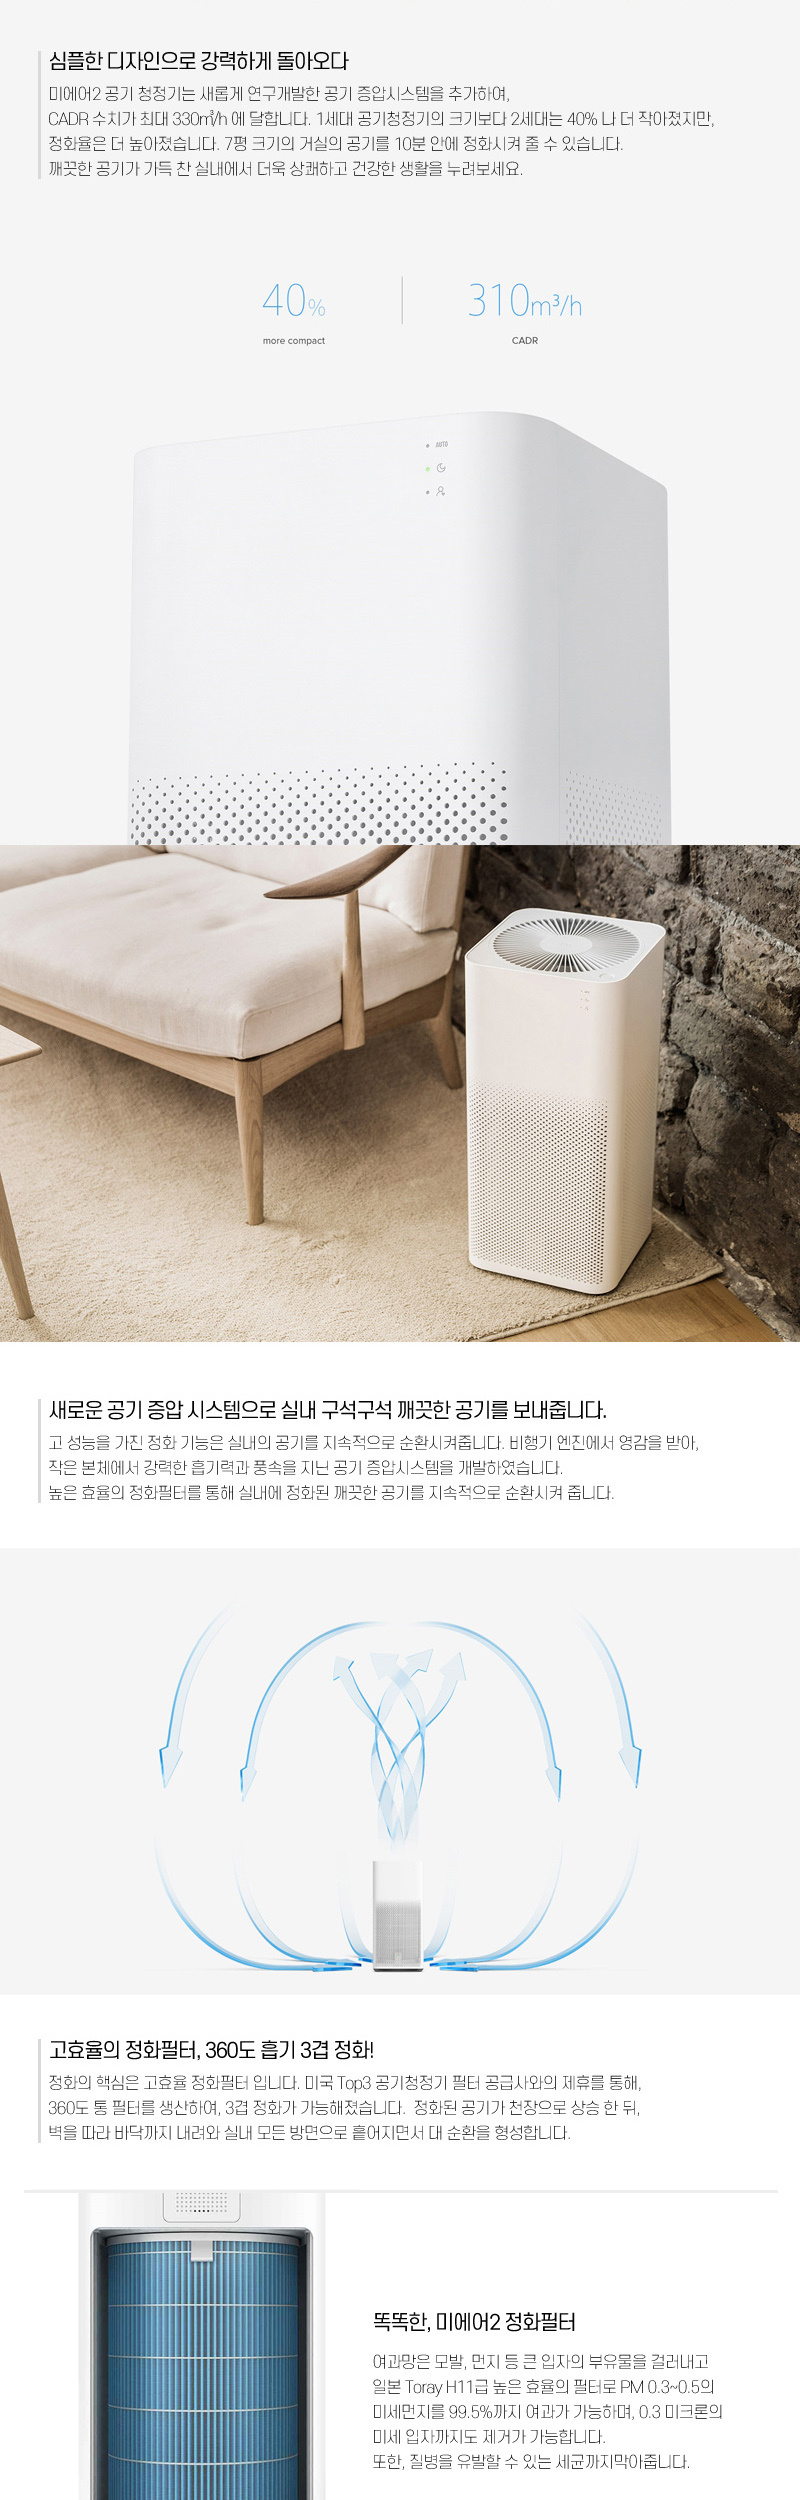 심플한 디자인으로 강력하게 돌아오다
미에어2 공기 청정기는 새롭게 연구개발한 공기 증압시스템을 추가하여,
CADR 수치가 최대 330㎥/h 에 달합니다. 1세대 공기청정기의 크기보다 2세대는 40% 나 더 작아졌지만,
정화율은 더 높아졌습니다. 7평 크기의 거실의 공기를 10분 안에 정화시켜 줄 수 있습니다.
깨끗한 공기가 가득 찬 실내에서 더욱 상쾌하고 건강한 생활을 누려보세요.
40%
310m³/h
more compact
CADR
AUTO
새로운 공기 증압 시스템으로 실내 구석구석 깨끗한 공기를 보내줍니다.
고 성능을 가진 정화 기능은 실내의 공기를 지속적으로 순환시켜줍니다. 비행기 엔진에서 영감을 받아,
작은 본체에서 강력한 흡기력과 풍속을 지닌 공기 증압시스템을 개발하였습니다.
높은 효율의 정화필터를 통해 실내에 정화된 깨끗한 공기를 지속적으로 순환시켜 줍니다.
고효율의 정화필터, 360도 흡기 3겹 정화!
정화의 핵심은 고효율 정화필터 입니다. 미국 Top3 공기청정기 필터 공급사와의 제휴를 통해,
360도 통 필터를 생산하여, 3겹 정화가 가능해졌습니다. 정화된 공기가 천장으로 상승 한 뒤,
벽을 따라 바닥까지 내려와 실내 모든 방면으로 흩어지면서 대 순환을 형성합니다.
똑똑한, 미에어2 정화필터
여과망은 모발, 먼지 등 큰 입자의 부유물을 걸러내고
일본 Toray H11급 높은 효율의 필터로 PM 0.3~0.5의
미세먼지를 99.5%까지 여과가 가능하며, 0.3 미크론의
미세 입자까지도 제거가 가능합니다.
또한, 질병을 유발할 수 있는 세균까지막아줍니다.